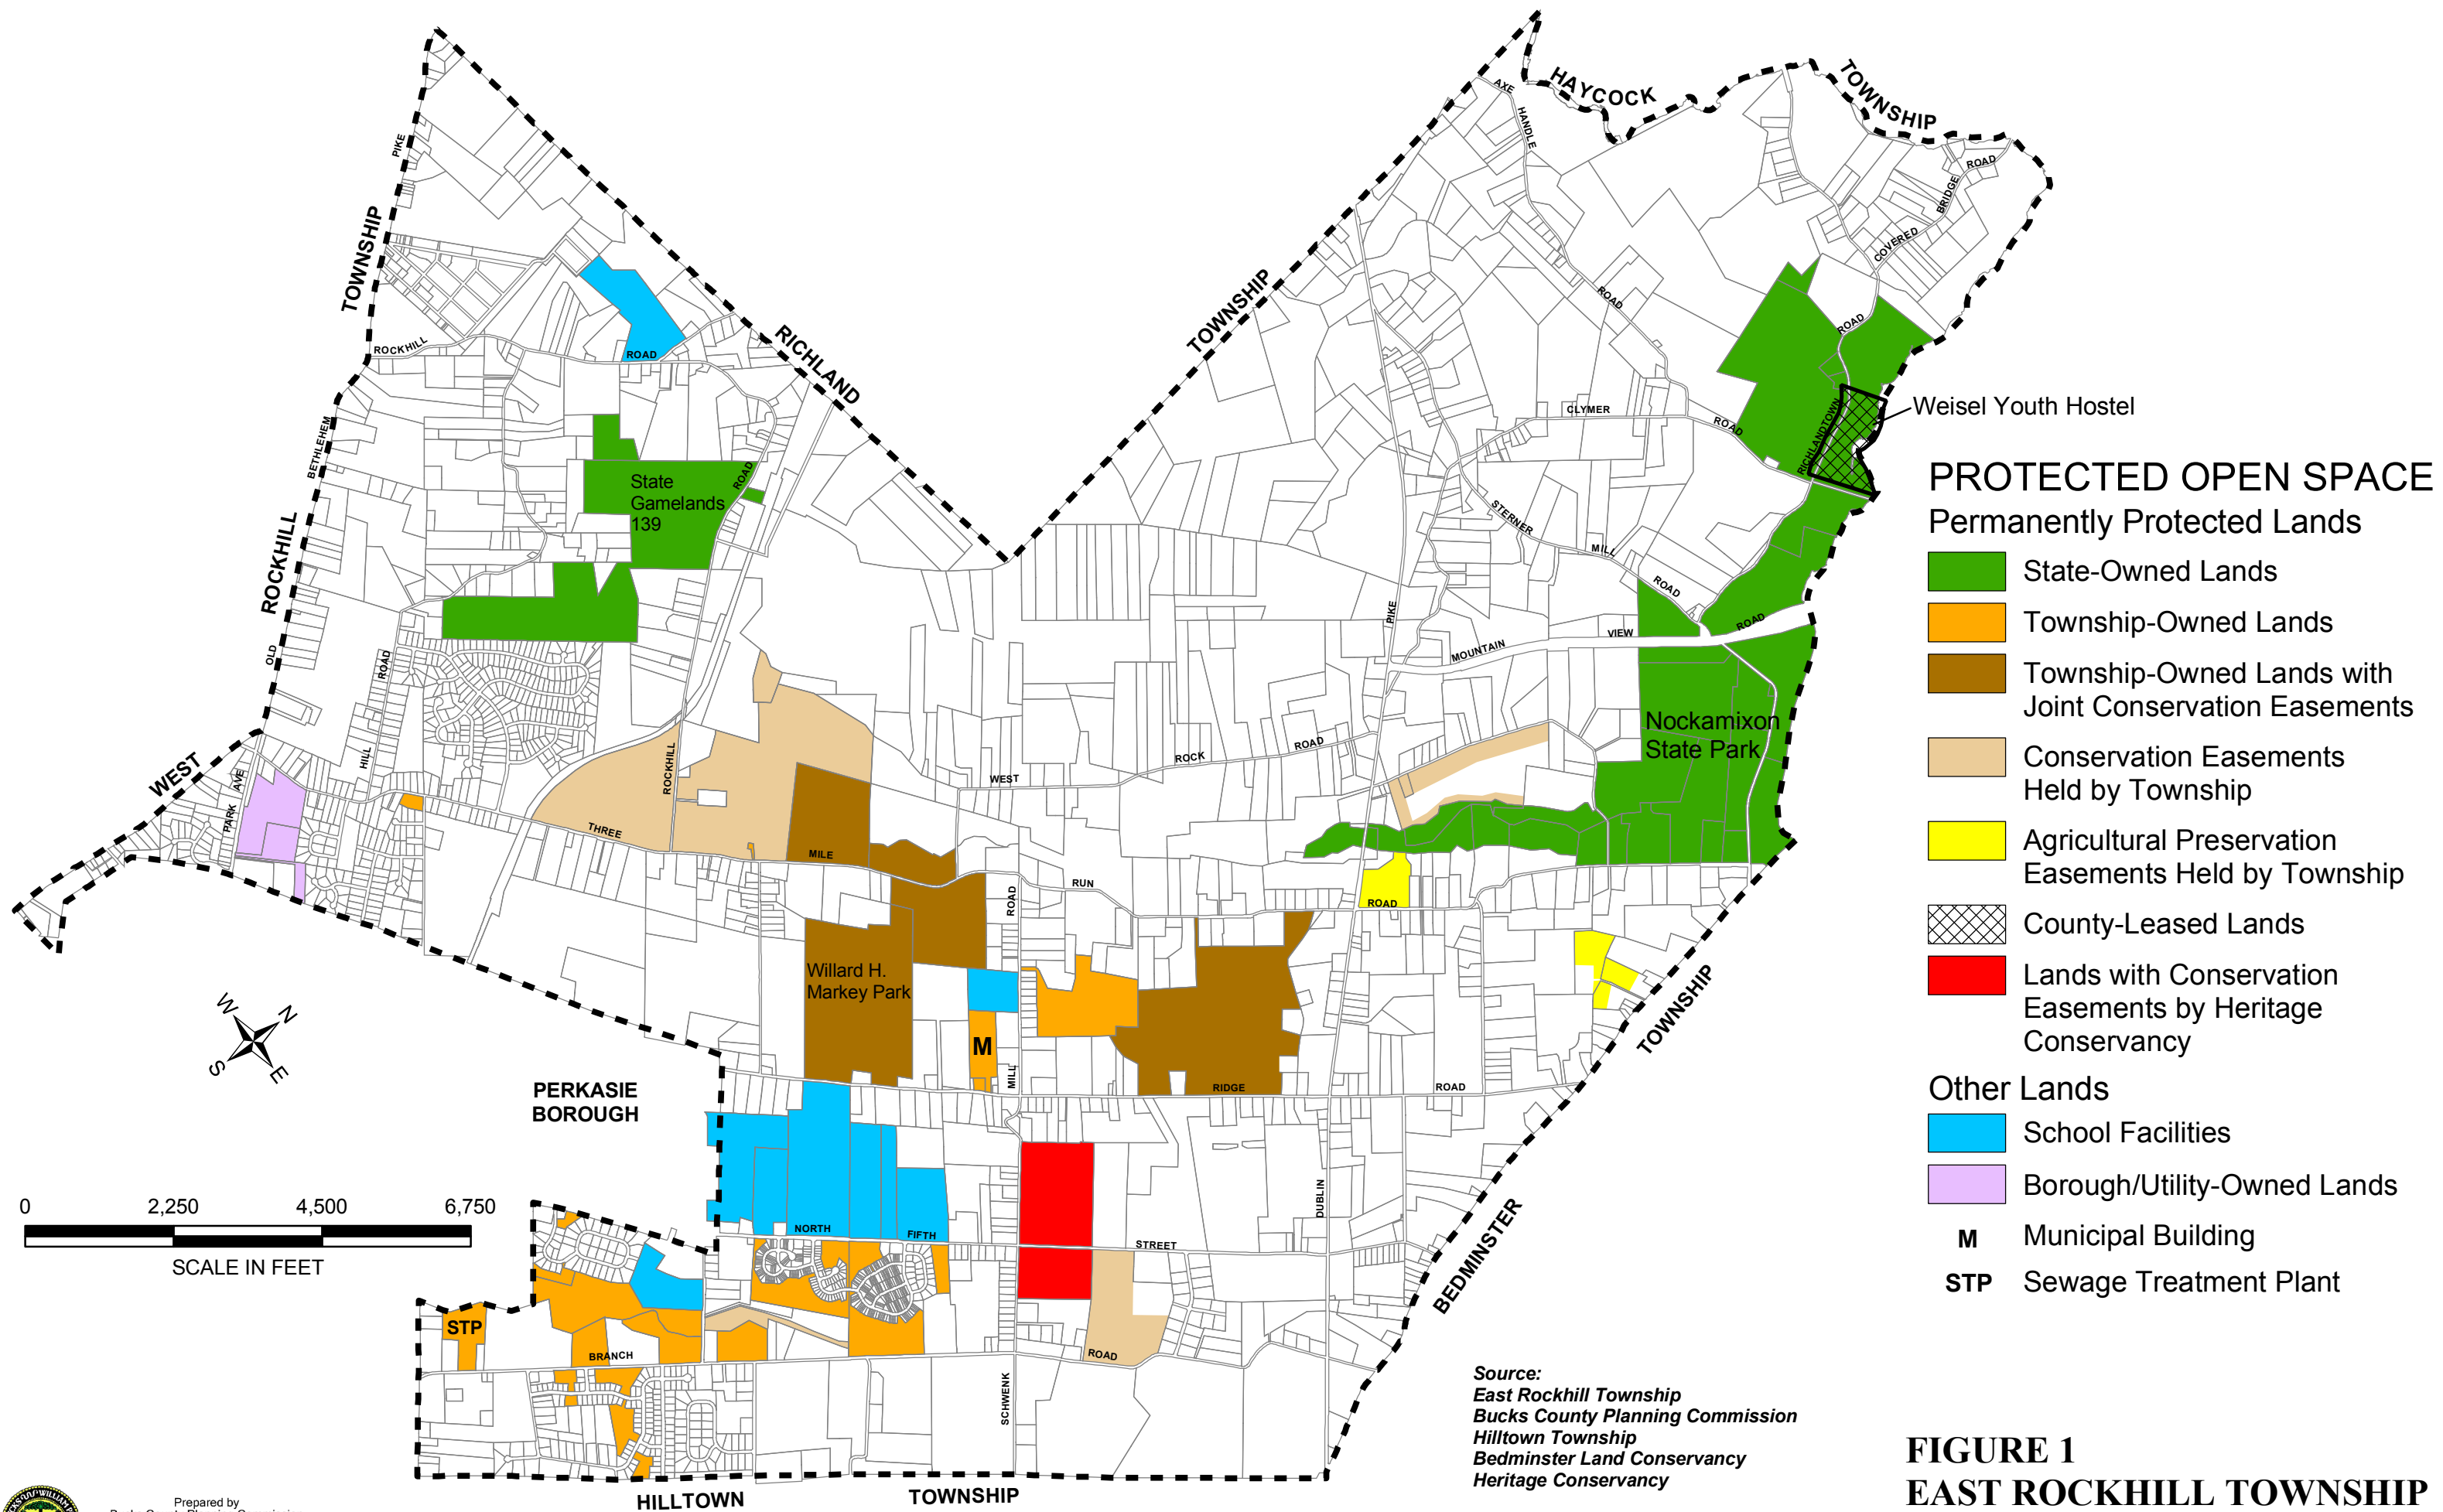 HAYCOCK
TOWNSHIP
AXE
HANDLE
ROAD
BRIDGE
COVERED
PIKE
TOWNSHIP
TOWNSHIP
ROAD
ROAD
ROCKHILL
ROAD
RICHLAND
CLYMER
ROAD
RICHLANDTOWN
Weisel Youth Hostel
BETHLEHEM
State
Gamelands
139
ROAD
STERNER
MILL
ROAD
ROCKHILL
PIKE
VIEW
ROAD
MOUNTAIN
OLD
ROAD
Nockamixon
State Park
HILL
ROCKHILL
ROCK
ROAD
WEST
WEST
PARK
AVE
THREE
MILE
RUN
ROAD
ROAD
Willard H.
Markey Park
TOWNSHIP
W
N
S
E
M
MILL
RIDGE
ROAD
PERKASIE
BOROUGH
DUBLIN
NORTH
FIFTH
STREET
BEDMINSTER
0
2,250
4,500
6,750
SCALE IN FEET
STP
BRANCH
ROAD
SCHWENK
HILLTOWN
TOWNSHIP
PROTECTED OPEN SPACE
Permanently Protected Lands
State-Owned Lands
Township-Owned Lands
Township-Owned Lands with
Joint Conservation Easements
Conservation Easements
Held by Township
Agricultural Preservation
Easements Held by Township
County-Leased Lands
Lands with Conservation
Easements by Heritage
Conservancy
Other Lands
School Facilities
Borough/Utility-Owned Lands
M Municipal Building
STP Sewage Treatment Plant
Source:
East Rockhill Township
Bucks County Planning Commission
Hilltown Township
Bedminster Land Conservancy
Heritage Conservancy
FIGURE 1
EAST ROCKHILL TOWNSHIP
Prepared by